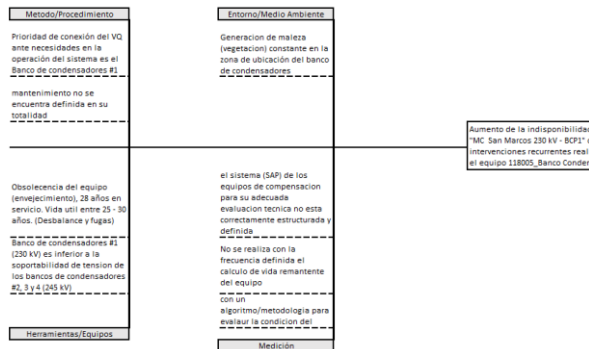 Metodo/Procedimiento
Prioridad de conexión del VQ
ante necesidades en la
operación del sistema es el
Banco de condensadores #1
mantenimiento no se
encuentra definida en su
totalidad
Entorno/Medio Ambiente
Generacion de maleza
(vegetacion) constante en la
zona de ubicación del banco
de condensadores
Aumento de la indisponibilidad
"MC San Marcos 230 kV - BCP1"
intervenciones recurrentes
el equipo 118005_Banco
Obsolecencia del equipo
(envejecimiento), 28 años en
servicio. Vida util entre 25 - 30
años. (Desbalance y fugas)
Banco de condensadores #1
(230 kV) es inferior a la
soportabilidad de tension de
los bancos de condensadores
#2, 3 y 4 (245 kV)
Herramientas/Equipos
el sistema (SAP) de los
equipos de compensacion
para su adecuada
evaluacion tecnica no esta
correctamente estructurada y
definida
No se realiza con la
frecuencia definida el
calculo de vida remantente
del equipo
con un
algoritmo/metodologia para
evalaur la condicion del
Medición